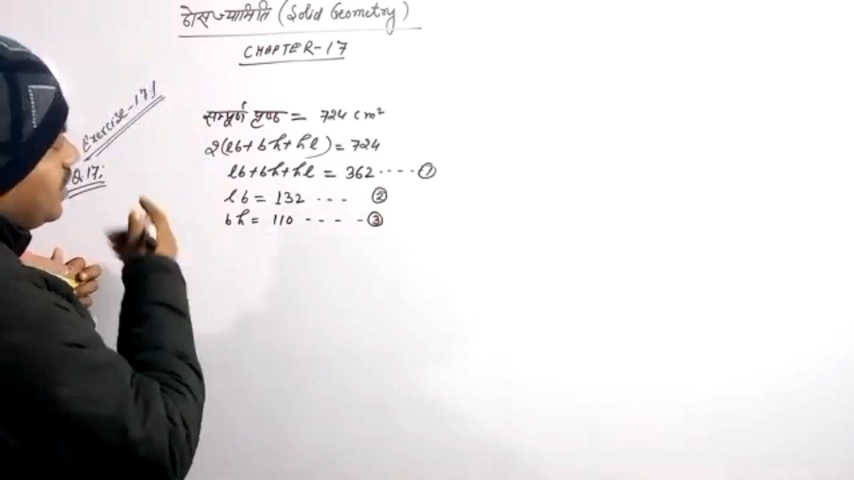 ठोस ज्यामिति (Solid Geometry)
CHAPTER-17
Exercise-17.1
Q.17:
सम्पूर्ण पृष्ठ = 724 cm²
2(lb+bh+hl) = 724
lb+bh+hl = 362 ---- ①
lb = 132 --- ②
bh = 110 ---- ③